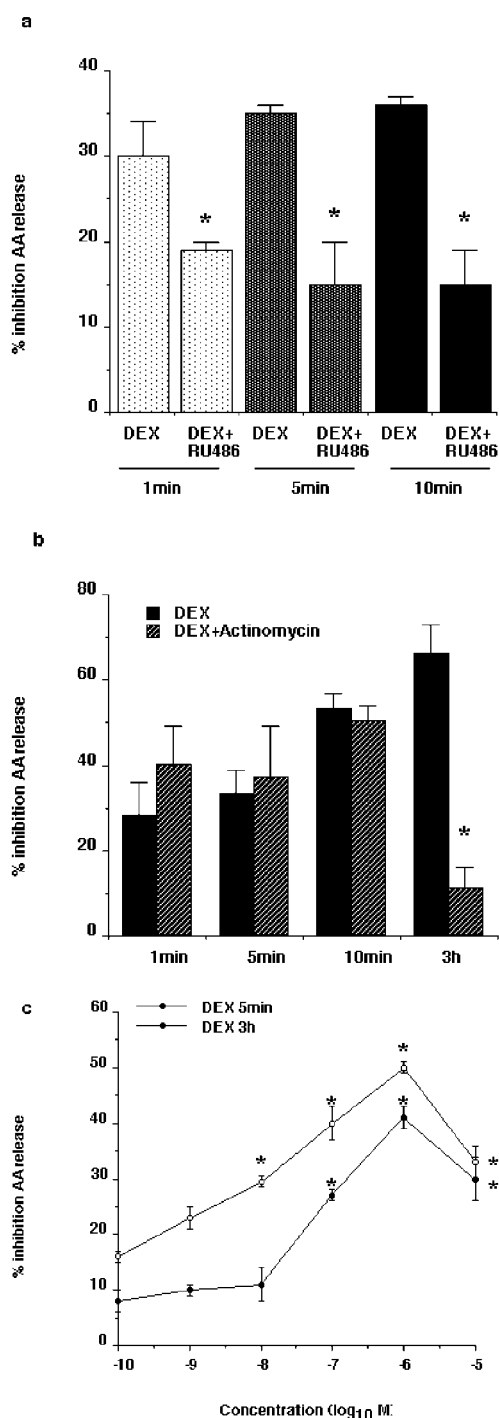 a
40
30
20
10
0
% inhibition AA release
* * *
DEX DEX+ DEX DEX+ DEX DEX+
RU486 RU486 RU486
1min 5min 10min
b
80
60
40
20
0
% inhibition AA release
DEX
DEX+Actinomycin
*
1min 5min 10min 3h
c
60
50
40
30
20
10
0
% inhibition AA release
DEX 5min
DEX 3h
*
* *
*
*
*
*
-10 -9 -8 -7 -6 -5
Concentration (log10 M)